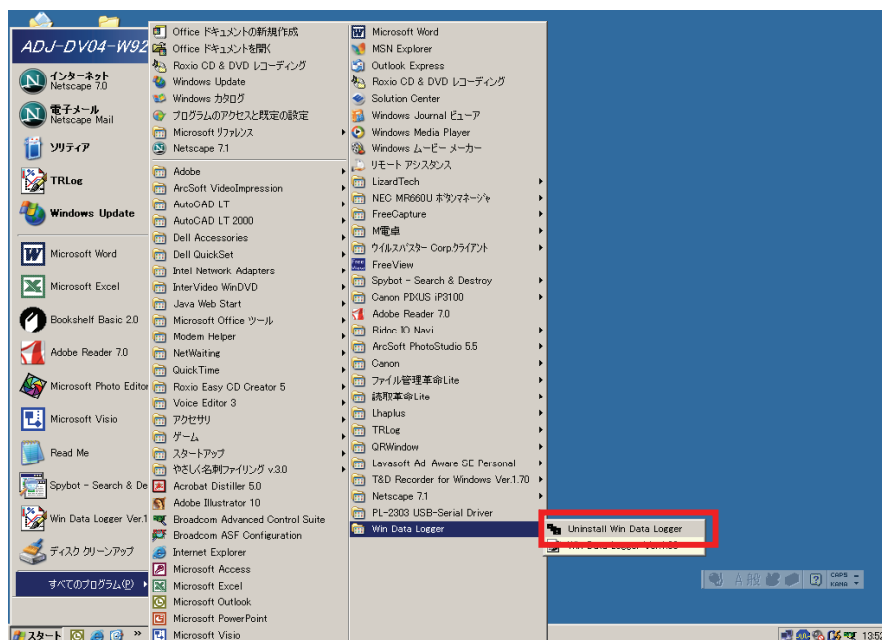 ADJ-DV04-W92
インターネット
Netscape 7.0
電子メール
Netscape Mail
ソリティア
TRLog
Windows Update
Microsoft Word
Microsoft Excel
Bookshelf Basic 2.0
Adobe Reader 7.0
Microsoft Photo Editor
Microsoft Visio
Read Me
Spybot - Search & De
Win Data Logger Ver.1
ディスク クリーンアップ
すべてのプログラム(P)
スタート
Office ドキュメントの新規作成
Office ドキュメントを開く
Roxio CD & DVD レコーディング
Windows Update
Windows カタログ
プログラムのアクセスと既定の設定
Microsoft リファレンス
Netscape 7.1
Adobe
ArcSoft VideoImpression
AutoCAD LT
AutoCAD LT 2000
Dell Accessories
Dell QuickSet
Intel Network Adapters
InterVideo WinDVD
Java Web Start
Microsoft Office ツール
Modem Helper
NetWaiting
QuickTime
Roxio Easy CD Creator 5
Voice Editor 3
アクセサリ
ゲーム
スタートアップ
やさしく名刺ファイリング v.3.0
Acrobat Distiller 5.0
Adobe Illustrator 10
Broadcom Advanced Control Suite
Broadcom ASF Configuration
Internet Explorer
Microsoft Access
Microsoft Excel
Microsoft Outlook
Microsoft PowerPoint
Microsoft Visio
Microsoft Word
MSN Explorer
Outlook Express
Roxio CD & DVD レコーディング
Solution Center
Windows Journal ビューア
Windows Media Player
Windows ムービー メーカー
リモート アシスタンス
LizardTech
NEC MR660U ボタンマネージャ
FreeCapture
M電卓
ウイルスバスター Corp.クライアント
FreeView
Spybot - Search & Destroy
Canon PIXUS iP3100
Adobe Reader 7.0
Ridoc IO Navi
ArcSoft PhotoStudio 5.5
Canon
ファイル管理革命Lite
読取革命Lite
Lhaplus
TRLog
QRWindow
Lavasoft Ad-Aware SE Personal
T&D Recorder for Windows Ver.1.70
Netscape 7.1
PL-2303 USB-Serial Driver
Win Data Logger
Uninstall Win Data Logger
A 般
CAPS
KANA